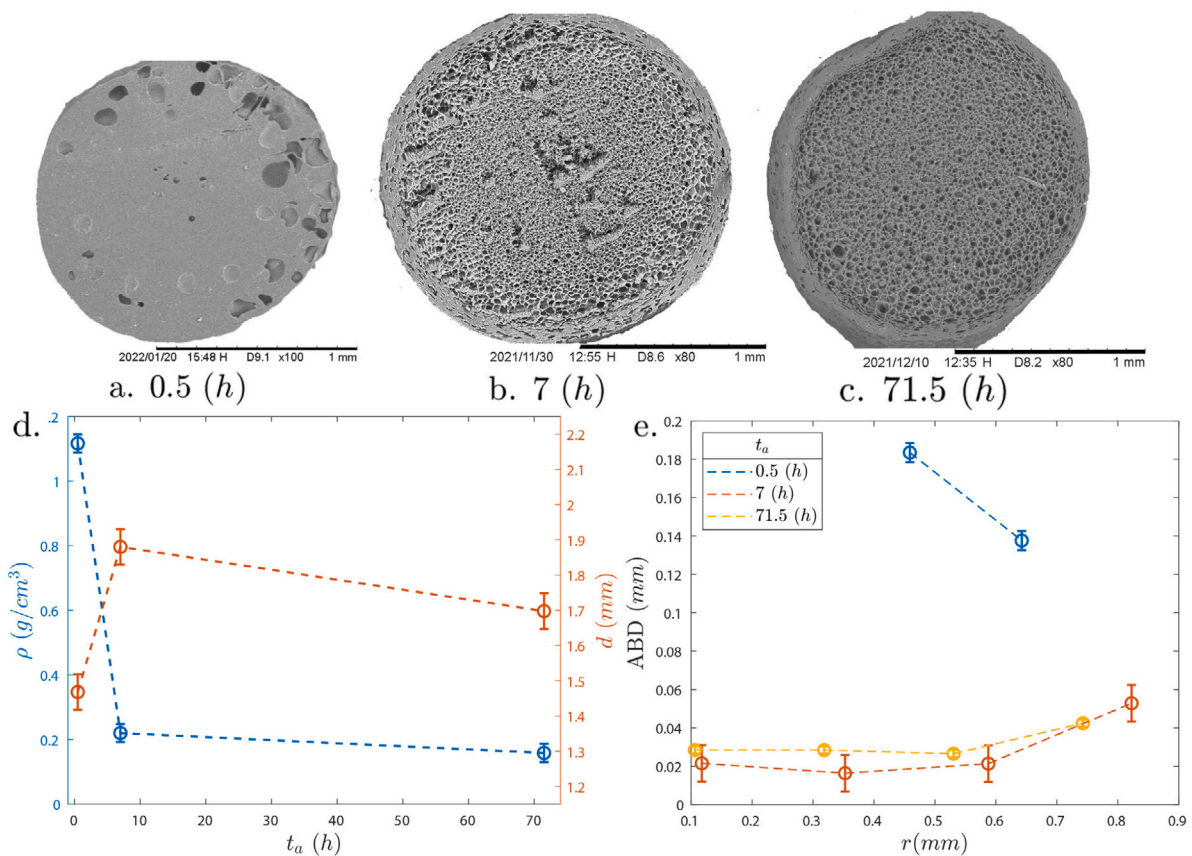 2022/01/20 15:48 H D9.1 x100 1 mm
2021/11/30 12:55 H D8.6 x80 1 mm
2021/12/10 12:35 H D8.2 x80 1 mm
a. 0.5 (h)
b. 7 (h)
c. 71.5 (h)
d.
.2
1
0.8
0.6
0.4
0.2
0
ρ (g/cm³)
2.2
2.1
2
1.9
1.8
1.7
1.6
1.5
1.4
1.3
1.2
d (mm)
0 10 20 30 40 50 60 70
tₐ (h)
e.
0.2
0.18
0.16
0.14
0.12
0.1
0.08
0.06
0.04
0.02
0
ABD (mm)
tₐ
0.5 (h)
7 (h)
71.5 (h)
0.1 0.2 0.3 0.4 0.5 0.6 0.7 0.8 0.9
r(mm)